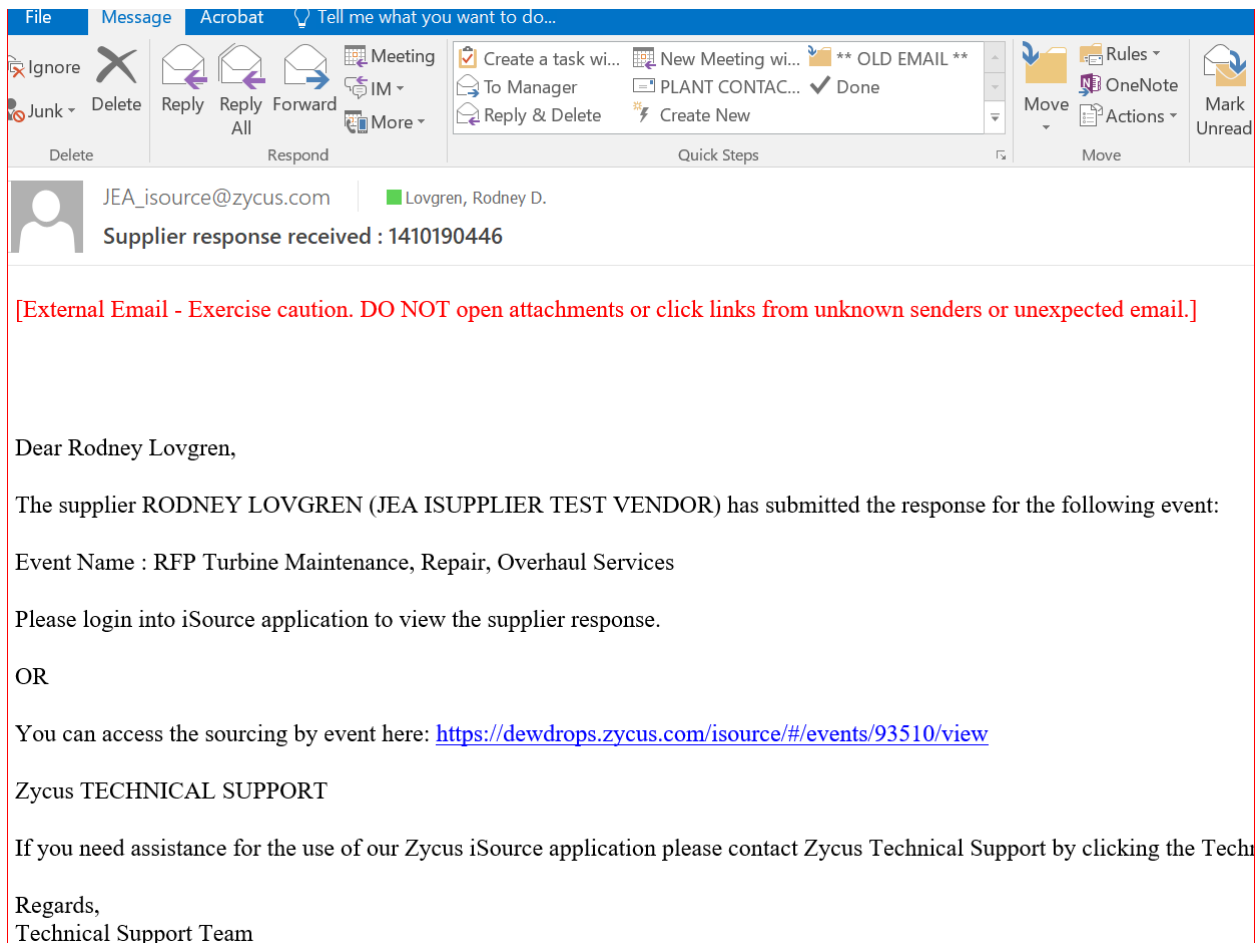 File Message Acrobat Tell me what you want to do...
Ignore
Junk
Delete
Reply
Reply All
Forward
Meeting
IM
More
Create a task wi...
To Manager
Reply & Delete
New Meeting wi...
PLANT CONTAC...
Create New
** OLD EMAIL **
Done
Move
Rules
OneNote
Actions
Mark Unread
Delete Respond Quick Steps Move
JEA_isource@zycus.com Lovgren, Rodney D.
Supplier response received : 1410190446
[External Email - Exercise caution. DO NOT open attachments or click links from unknown senders or unexpected email.]
Dear Rodney Lovgren,
The supplier RODNEY LOVGREN (JEA ISUPPLIER TEST VENDOR) has submitted the response for the following event:
Event Name : RFP Turbine Maintenance, Repair, Overhaul Services
Please login into iSource application to view the supplier response.
OR
You can access the sourcing by event here: https://dewdrops.zycus.com/isource/#/events/93510/view
Zycus TECHNICAL SUPPORT
If you need assistance for the use of our Zycus iSource application please contact Zycus Technical Support by clicking the Techn
Regards,
Technical Support Team